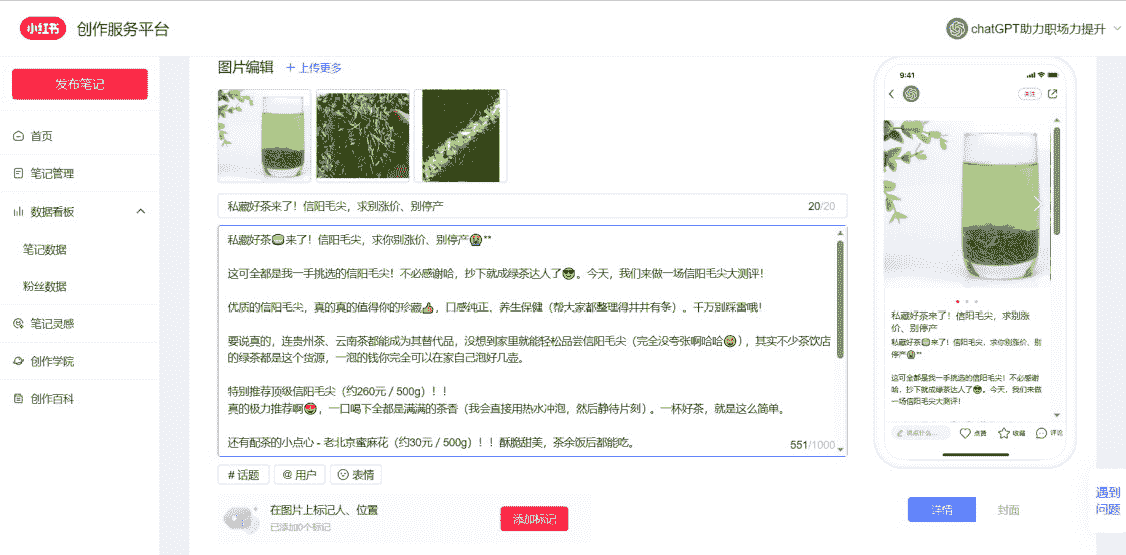 小红书 创作服务平台
chatGPT助力职场力提升
发布笔记
首页
笔记管理
数据看板
笔记数据
粉丝数据
笔记灵感
创作学院
创作百科
图片编辑 + 上传更多
私藏好茶来了！信阳毛尖，求别涨价、别停产 20/20
私藏好茶🍵来了！信阳毛尖，求你别涨价、别停产😭**
这可全都是我一手挑选的信阳毛尖！不必感谢哈，抄下就成绿茶达人了😎。今天，我们来做一场信阳毛尖大测评！
优质的信阳毛尖，真的真的值得你的珍藏👍，口感纯正、养生保健（帮大家都整理得井井有条）。千万别踩雷哦！
要说真的，连贵州茶、云南茶都能成为其替代品，没想到家里就能轻松品尝信阳毛尖（完全没夸张啊哈哈😂），其实不少茶饮店
的绿茶都是这个货源，一泡的钱你完全可以在家自己泡好几壶。
特别推荐顶级信阳毛尖（约260元 / 500g）！！
真的极力推荐啊😍，一口喝下全都是满满的茶香（我会直接用热水冲泡，然后静待片刻）。一杯好茶，就是这么简单。
还有配茶的小点心 - 老北京蜜麻花（约30元 / 500g）！！酥脆甜美，茶余饭后都能吃。
551/1000
# 话题 @ 用户 表情
在图片上标记人、位置
已添加0个标记
添加标记
9:41
关注
私藏好茶来了！信阳毛尖，求别涨
价、别停产
私藏好茶🍵来了！信阳毛尖，求你别涨价、别
停产😭**
这可全都是我一手挑选的信阳毛尖！不必感谢
哈，抄下就成绿茶达人了😎。今天，我们来做
一场信阳毛尖大测评！
说点什么... 点赞 收藏 评论
详情 封面
遇到
问题